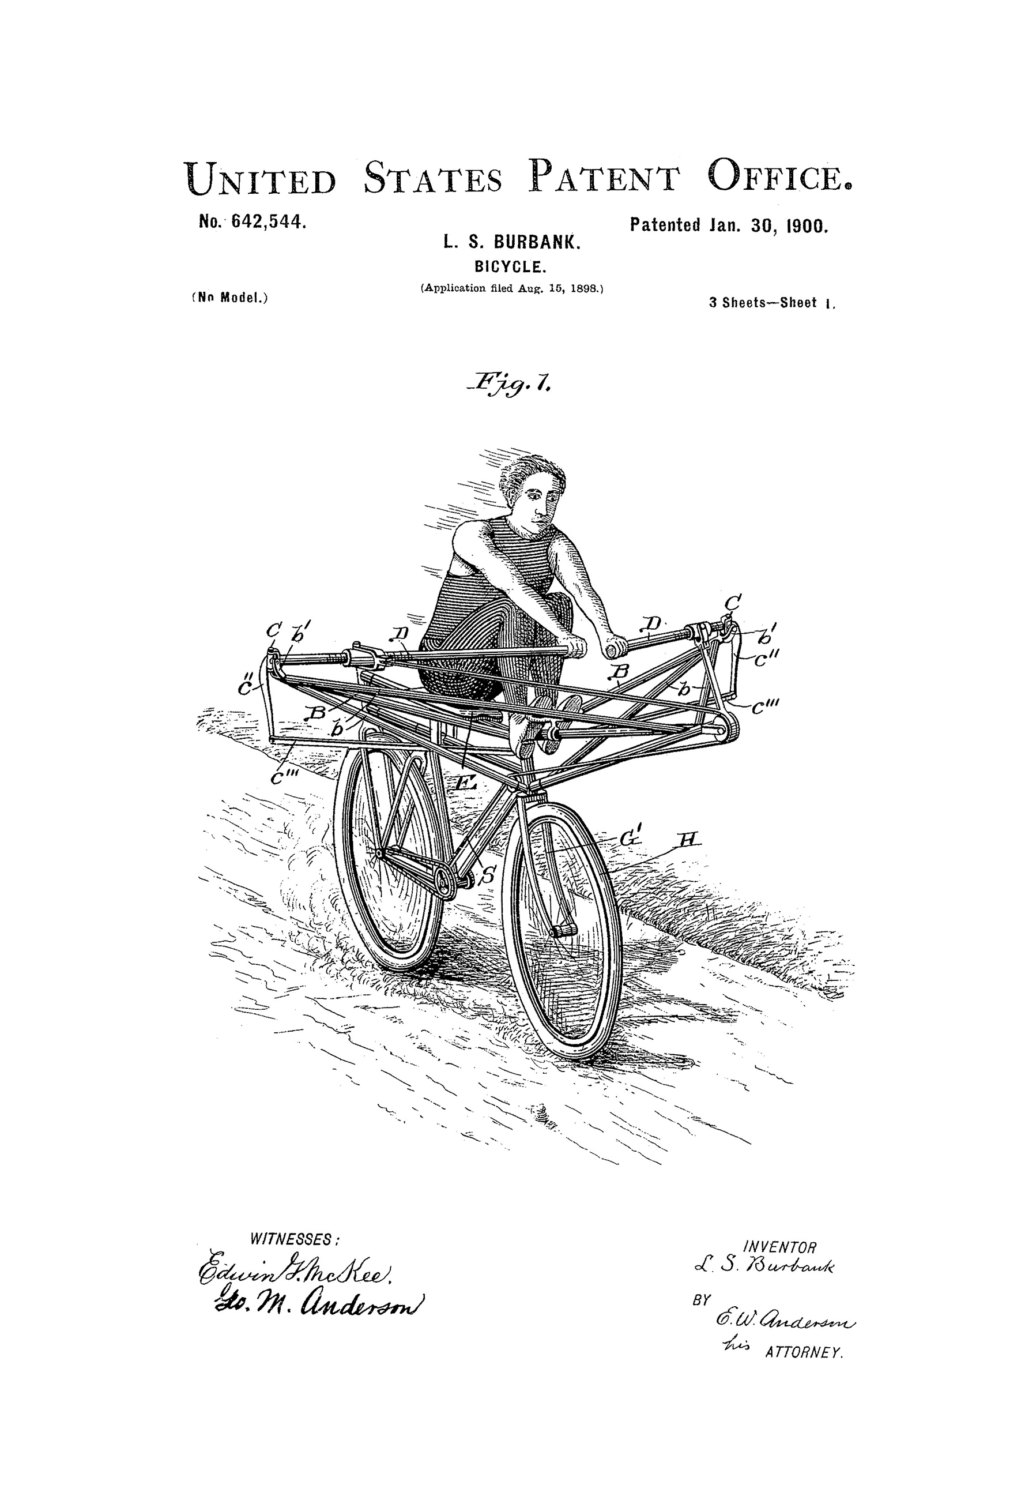 UNITED STATES PATENT OFFICE.
No. 642,544.
Patented Jan. 30, 1900.
L. S. BURBANK.
BICYCLE.
(Application filed Aug. 15, 1898.)
(No Model.)
3 Sheets—Sheet 1.
Fig. 1.
C b' D D C b'
c'' B b B b c''
c''' E c'''
G' H
S
WITNESSES:
Edwin G. McKee.
Geo. M. Anderson
INVENTOR
L. S. Burbank
BY
E. W. Anderson
his ATTORNEY.